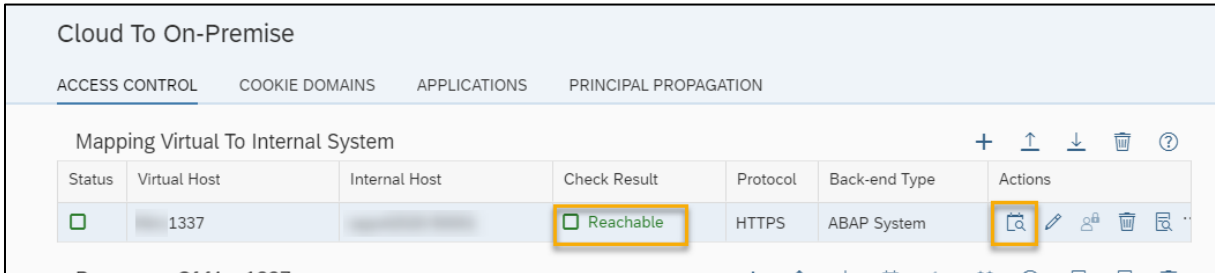 Cloud To On-Premise
ACCESS CONTROL COOKIE DOMAINS APPLICATIONS PRINCIPAL PROPAGATION
Mapping Virtual To Internal System
Status Virtual Host Internal Host Check Result Protocol Back-end Type Actions
1337 Reachable HTTPS ABAP System